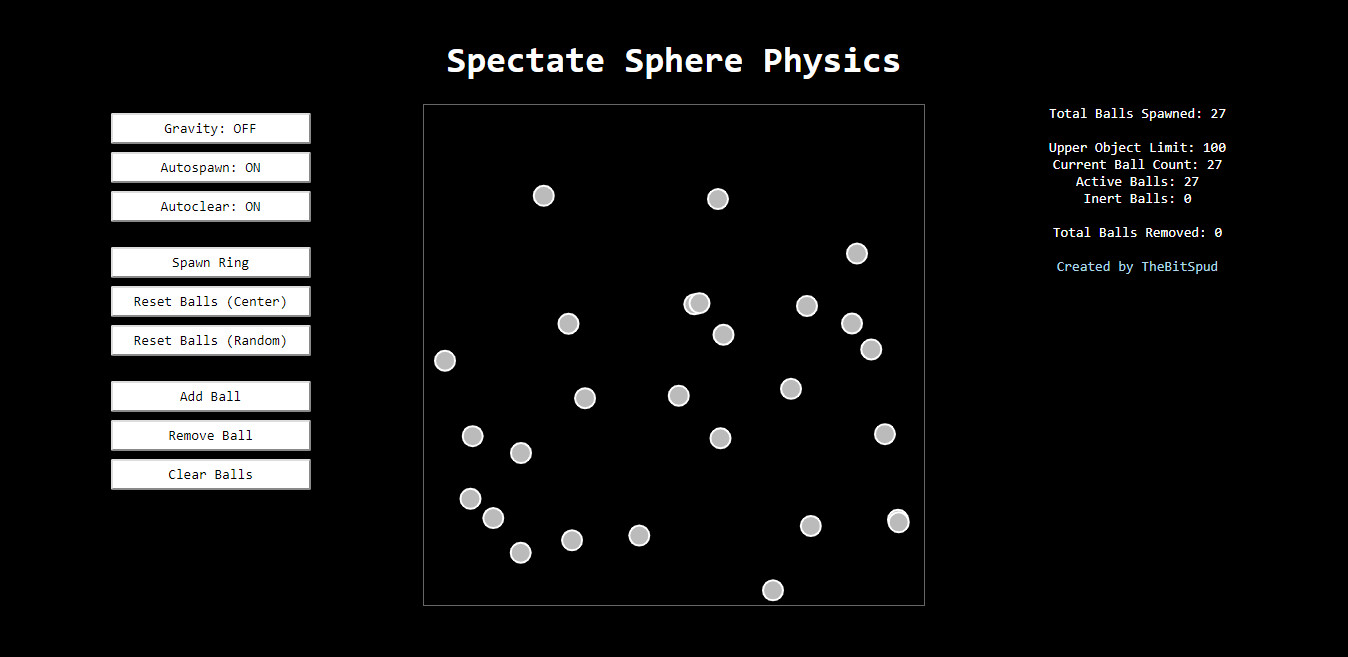 Spectate Sphere Physics
Gravity: OFF
Autospawn: ON
Autoclear: ON
Spawn Ring
Reset Balls (Center)
Reset Balls (Random)
Add Ball
Remove Ball
Clear Balls
Total Balls Spawned: 27
Upper Object Limit: 100
Current Ball Count: 27
Active Balls: 27
Inert Balls: 0
Total Balls Removed: 0
Created by TheBitSpud